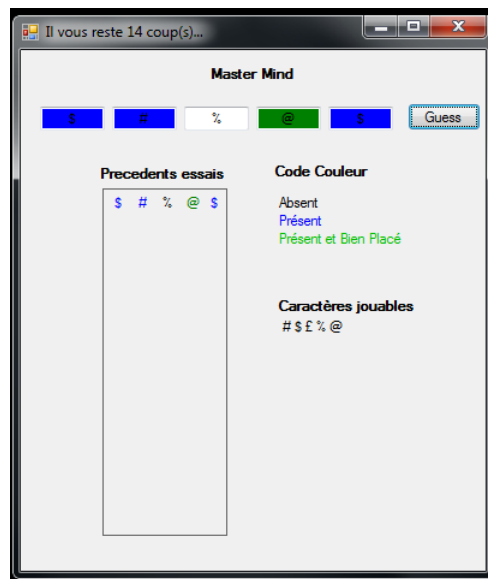 Il vous reste 14 coup(s)...
Master Mind
$ # % @ $ Guess
Precedents essais
$ # % @ $
Code Couleur
Absent
Présent
Présent et Bien Placé
Caractères jouables
# $ £ % @